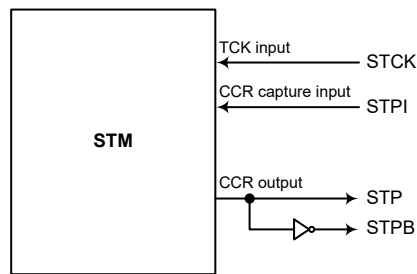 TCK input
STCK
CCR capture input
STPI
STM
CCR output
STP
STPB